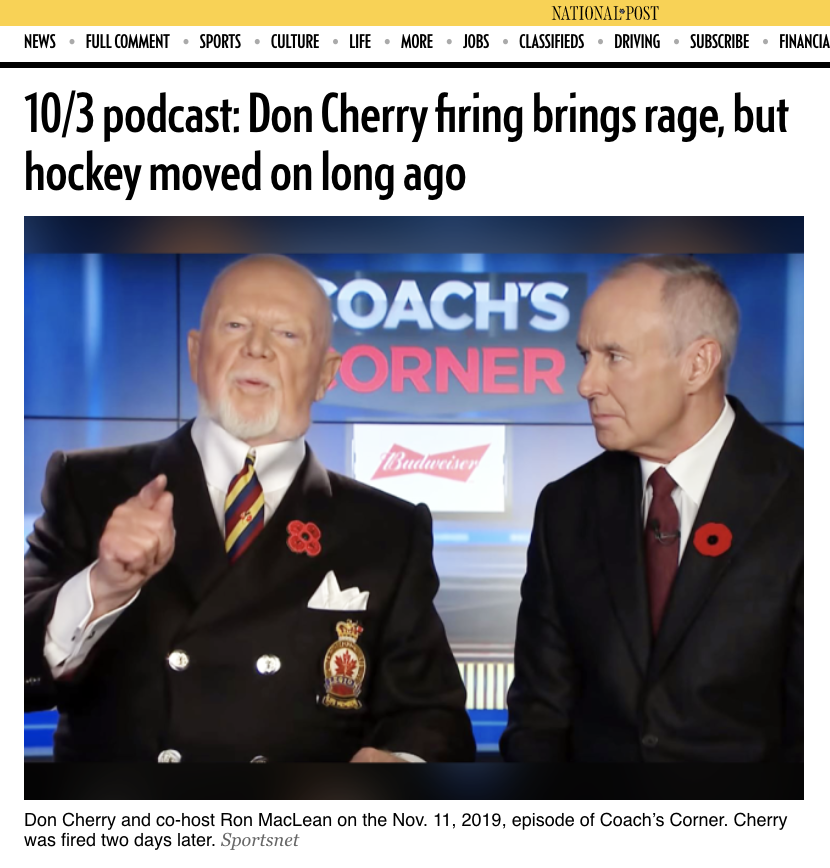 NATIONAL POST
NEWS • FULL COMMENT • SPORTS • CULTURE • LIFE • MORE • JOBS • CLASSIFIEDS • DRIVING • SUBSCRIBE • FINANCIA
10/3 podcast: Don Cherry firing brings rage, but
hockey moved on long ago
COACH'S
CORNER
Budweiser
LEGION
Don Cherry and co-host Ron MacLean on the Nov. 11, 2019, episode of Coach’s Corner. Cherry
was fired two days later. Sportsnet